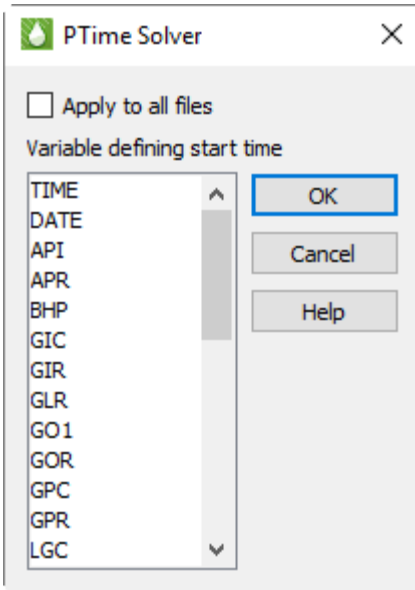 PTime Solver
Apply to all files
Variable defining start time
TIME
DATE
API
APR
BHP
GIC
GIR
GLR
GO1
GOR
GPC
GPR
LGC
OK
Cancel
Help